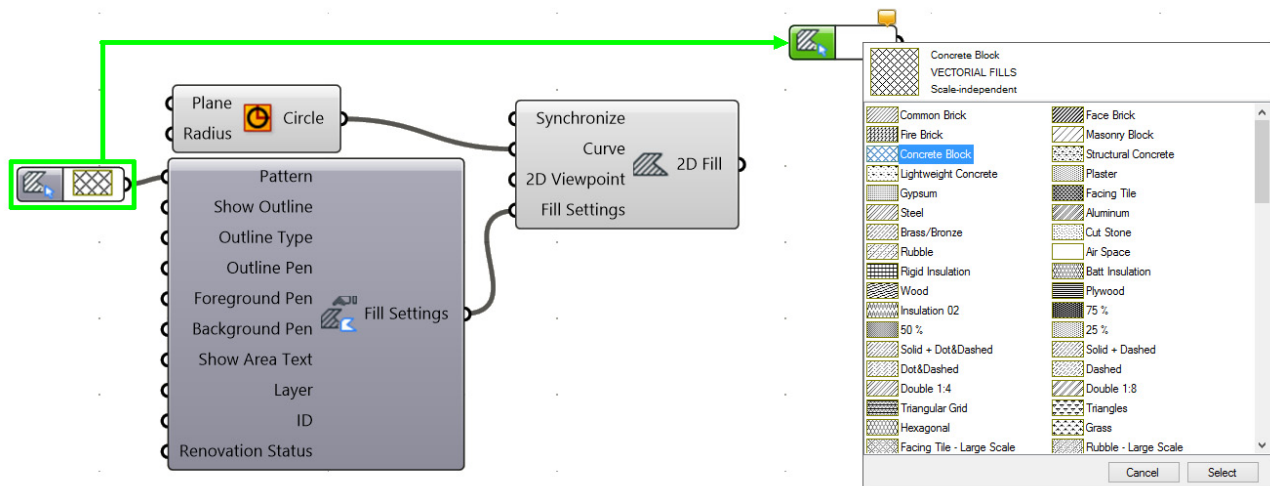 Plane
Radius
Circle
Pattern
Show Outline
Outline Type
Outline Pen
Foreground Pen
Background Pen
Show Area Text
Layer
ID
Renovation Status
Fill Settings
Synchronize
Curve
2D Viewpoint
Fill Settings
2D Fill
Concrete Block
VECTORIAL FILLS
Scale-independent
Common Brick Face Brick
Fire Brick Masonry Block
Concrete Block Structural Concrete
Lightweight Concrete Plaster
Gypsum Facing Tile
Steel Aluminum
Brass/Bronze Cut Stone
Rubble Air Space
Rigid Insulation Batt Insulation
Wood Plywood
Insulation 02 75 %
50 % 25 %
Solid + Dot&Dashed Solid + Dashed
Dot&Dashed Dashed
Double 1:4 Double 1:8
Triangular Grid Triangles
Hexagonal Grass
Facing Tile - Large Scale Rubble - Large Scale
Cancel Select